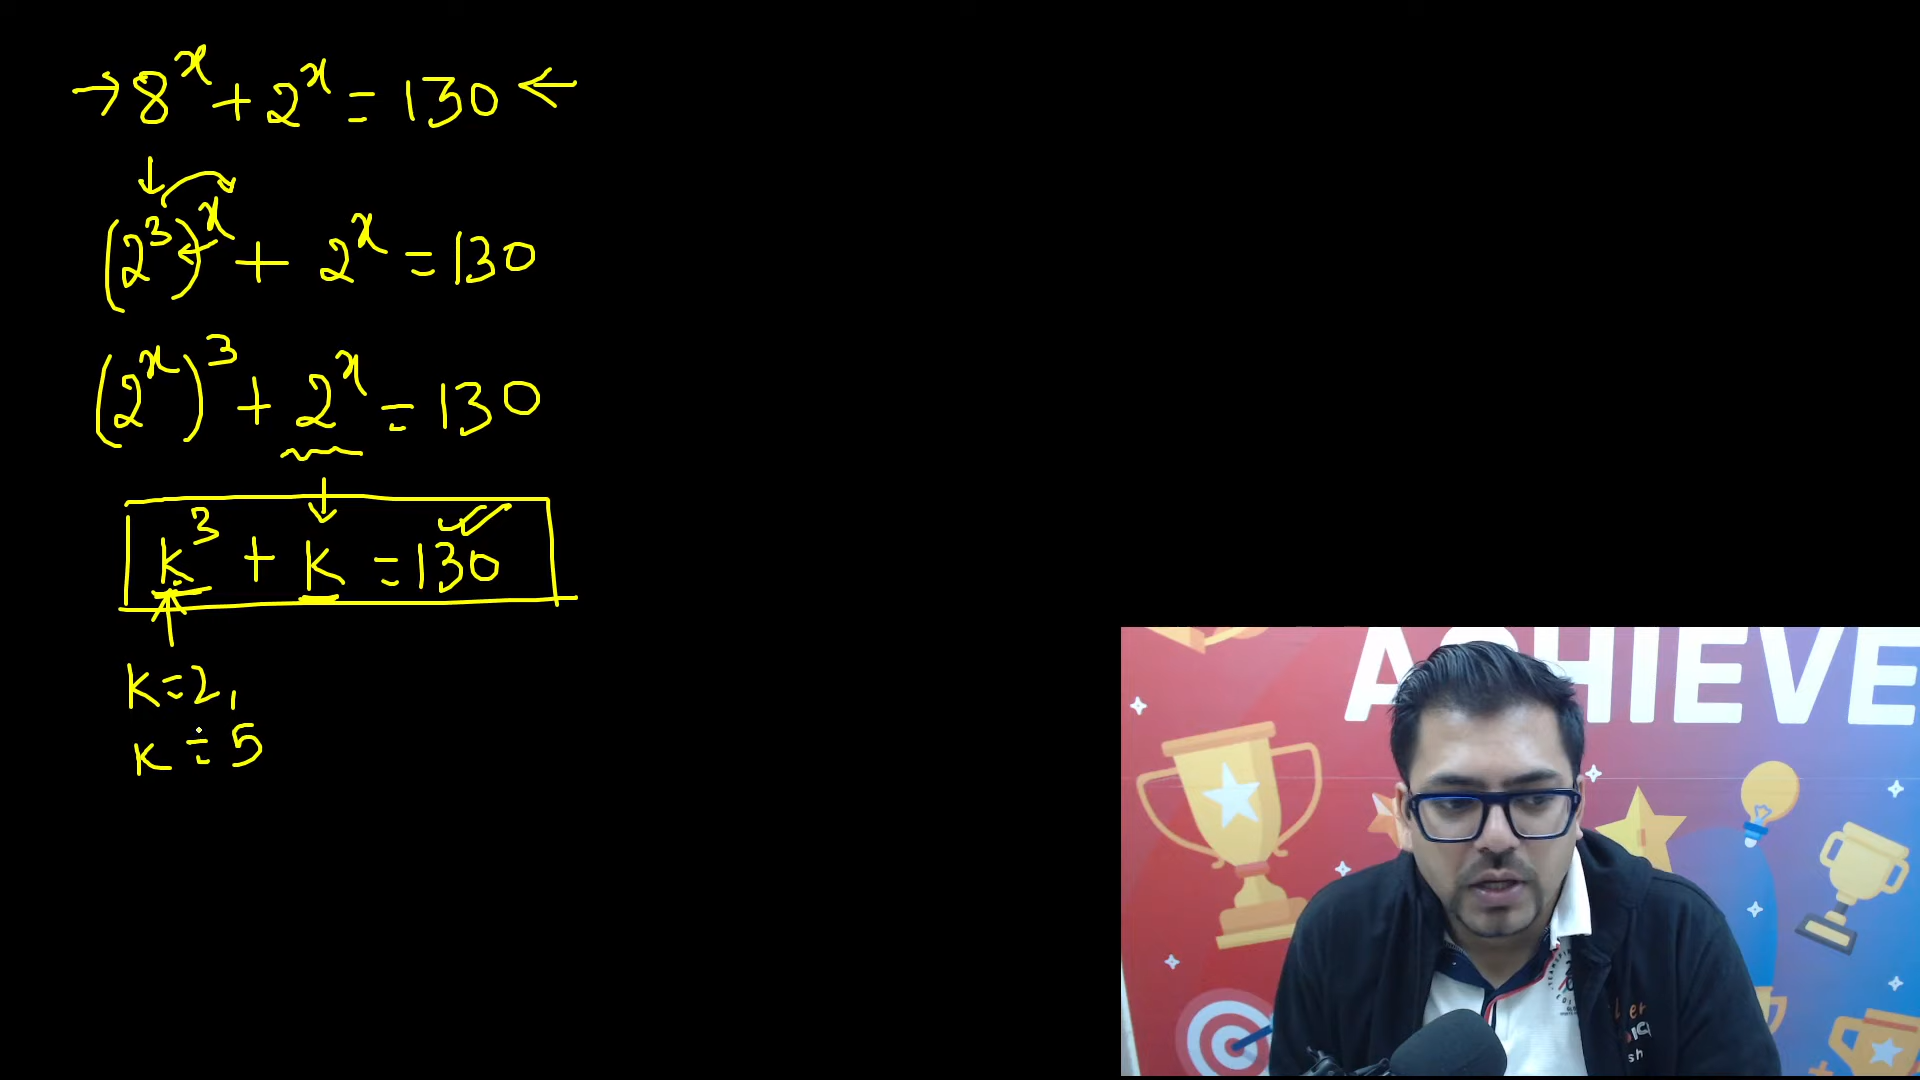 → 8^x + 2^x = 130 ←
(2^3)^x + 2^x = 130
(2^x)^3 + 2^x = 130
k^3 + k = 130
k = 2,
k = 5
ACHIEVE